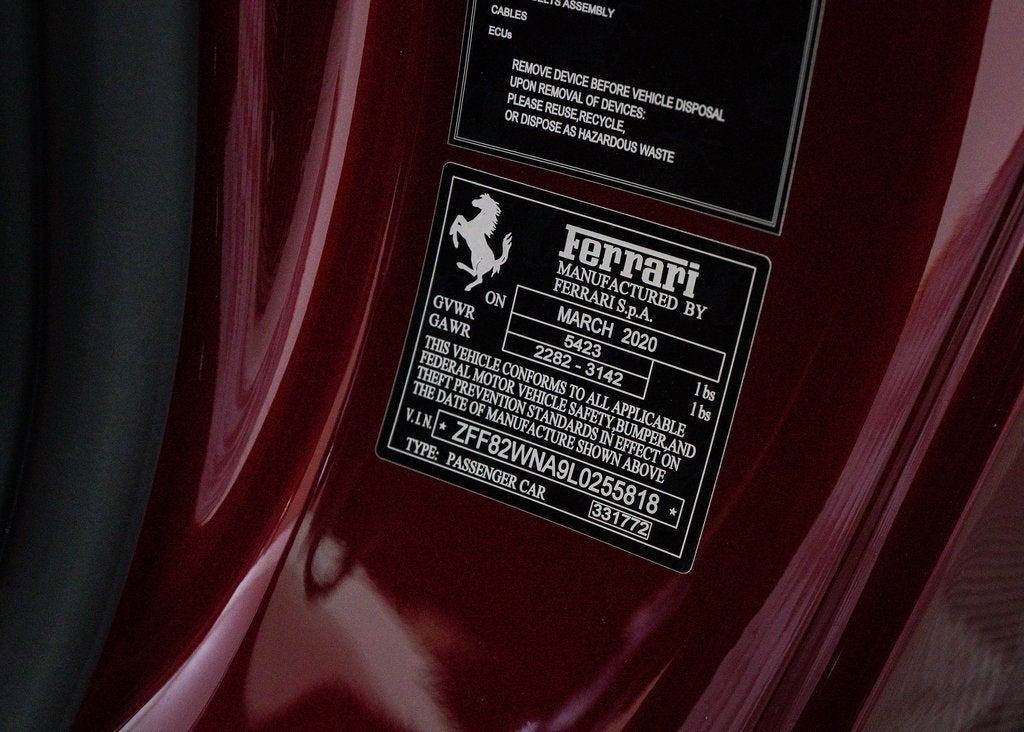 BELTS ASSEMBLY
CABLES
ECUs
REMOVE DEVICE BEFORE VEHICLE DISPOSAL
UPON REMOVAL OF DEVICES:
PLEASE REUSE,RECYCLE,
OR DISPOSE AS HAZARDOUS WASTE
Ferrari
MANUFACTURED BY
FERRARI S.p.A.
ON MARCH 2020
GVWR 5423 lbs
GAWR 2282 - 3142 lbs
THIS VEHICLE CONFORMS TO ALL APPLICABLE
FEDERAL MOTOR VEHICLE SAFETY,BUMPER,AND
THEFT PREVENTION STANDARDS IN EFFECT ON
THE DATE OF MANUFACTURE SHOWN ABOVE
V.I.N. * ZFF82WNA9L0255818 *
TYPE: PASSENGER CAR 331772